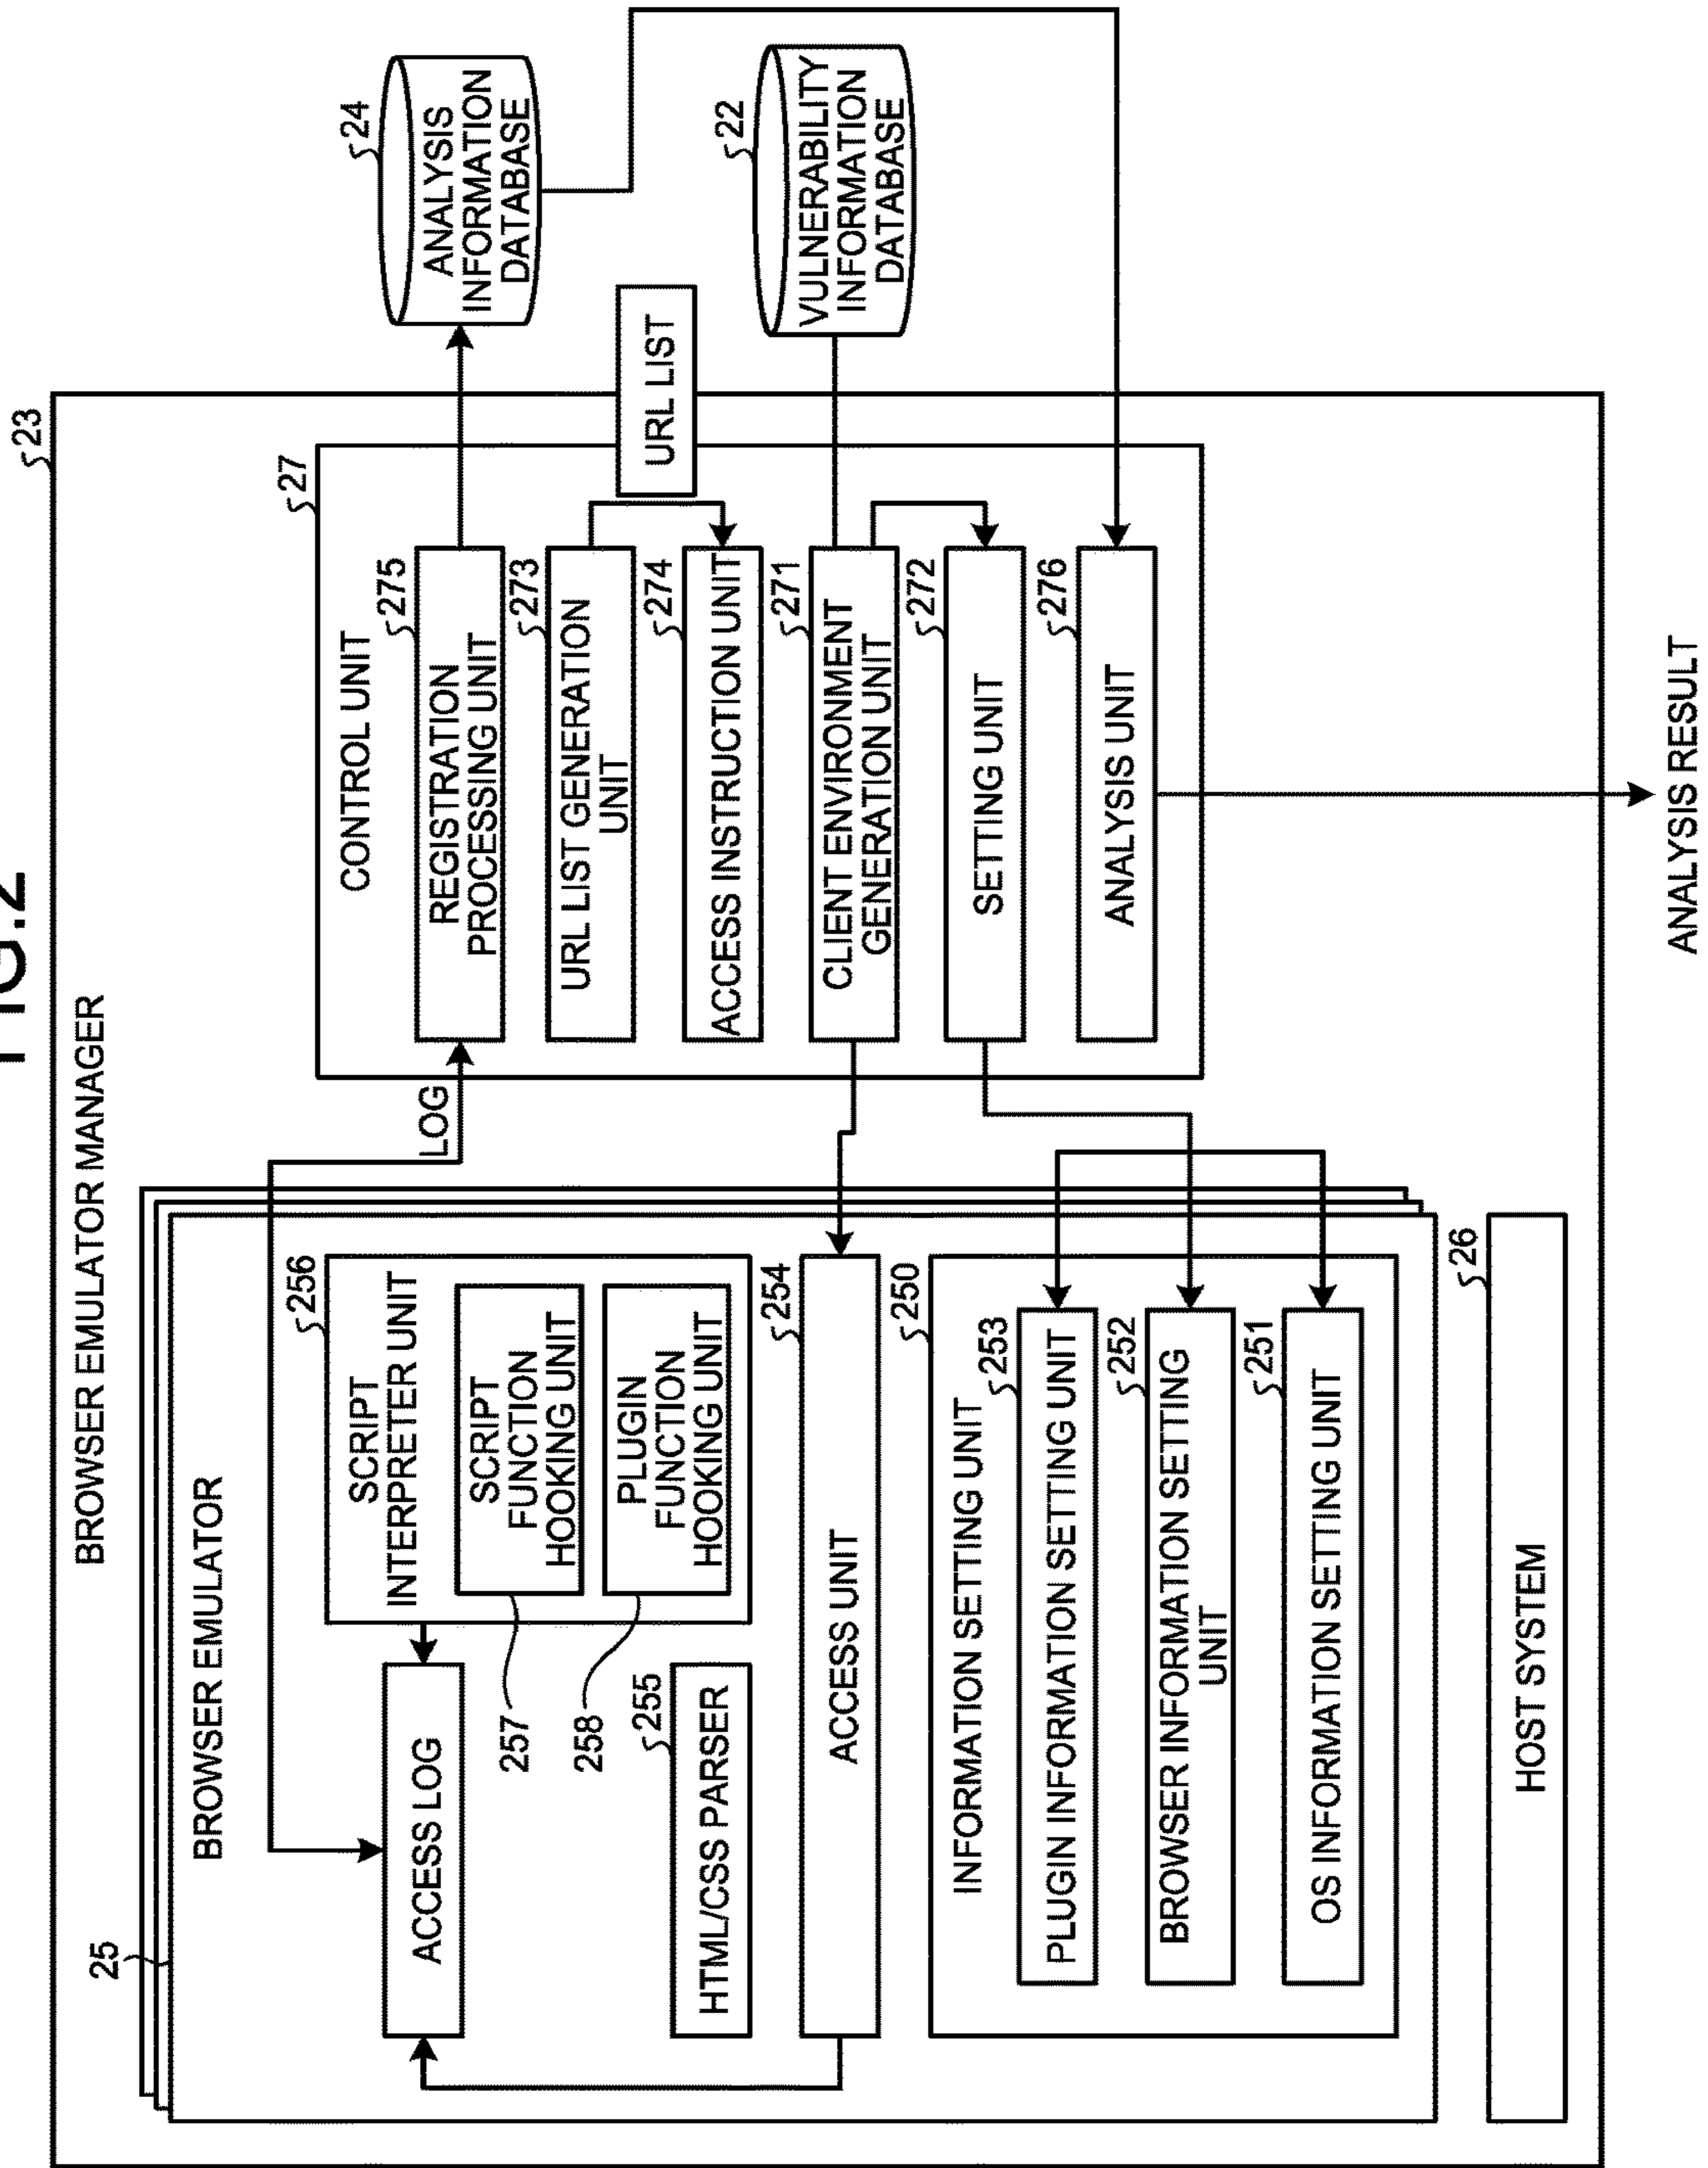 FIG.2
23
BROWSER EMULATOR MANAGER
25
BROWSER EMULATOR
ACCESS LOG
256
SCRIPT
INTERPRETER UNIT
SCRIPT
FUNCTION
HOOKING UNIT
257
PLUGIN
FUNCTION
HOOKING UNIT
258
255
HTML/CSS PARSER
254
ACCESS UNIT
250
INFORMATION SETTING UNIT
253
PLUGIN INFORMATION SETTING UNIT
252
BROWSER INFORMATION SETTING
UNIT
251
OS INFORMATION SETTING UNIT
26
HOST SYSTEM
LOG
27
CONTROL UNIT
275
REGISTRATION
PROCESSING UNIT
273
URL LIST GENERATION
UNIT
274
ACCESS INSTRUCTION UNIT
271
CLIENT ENVIRONMENT
GENERATION UNIT
272
SETTING UNIT
276
ANALYSIS UNIT
URL LIST
24
ANALYSIS
INFORMATION
DATABASE
22
VULNERABILITY
INFORMATION
DATABASE
ANALYSIS RESULT